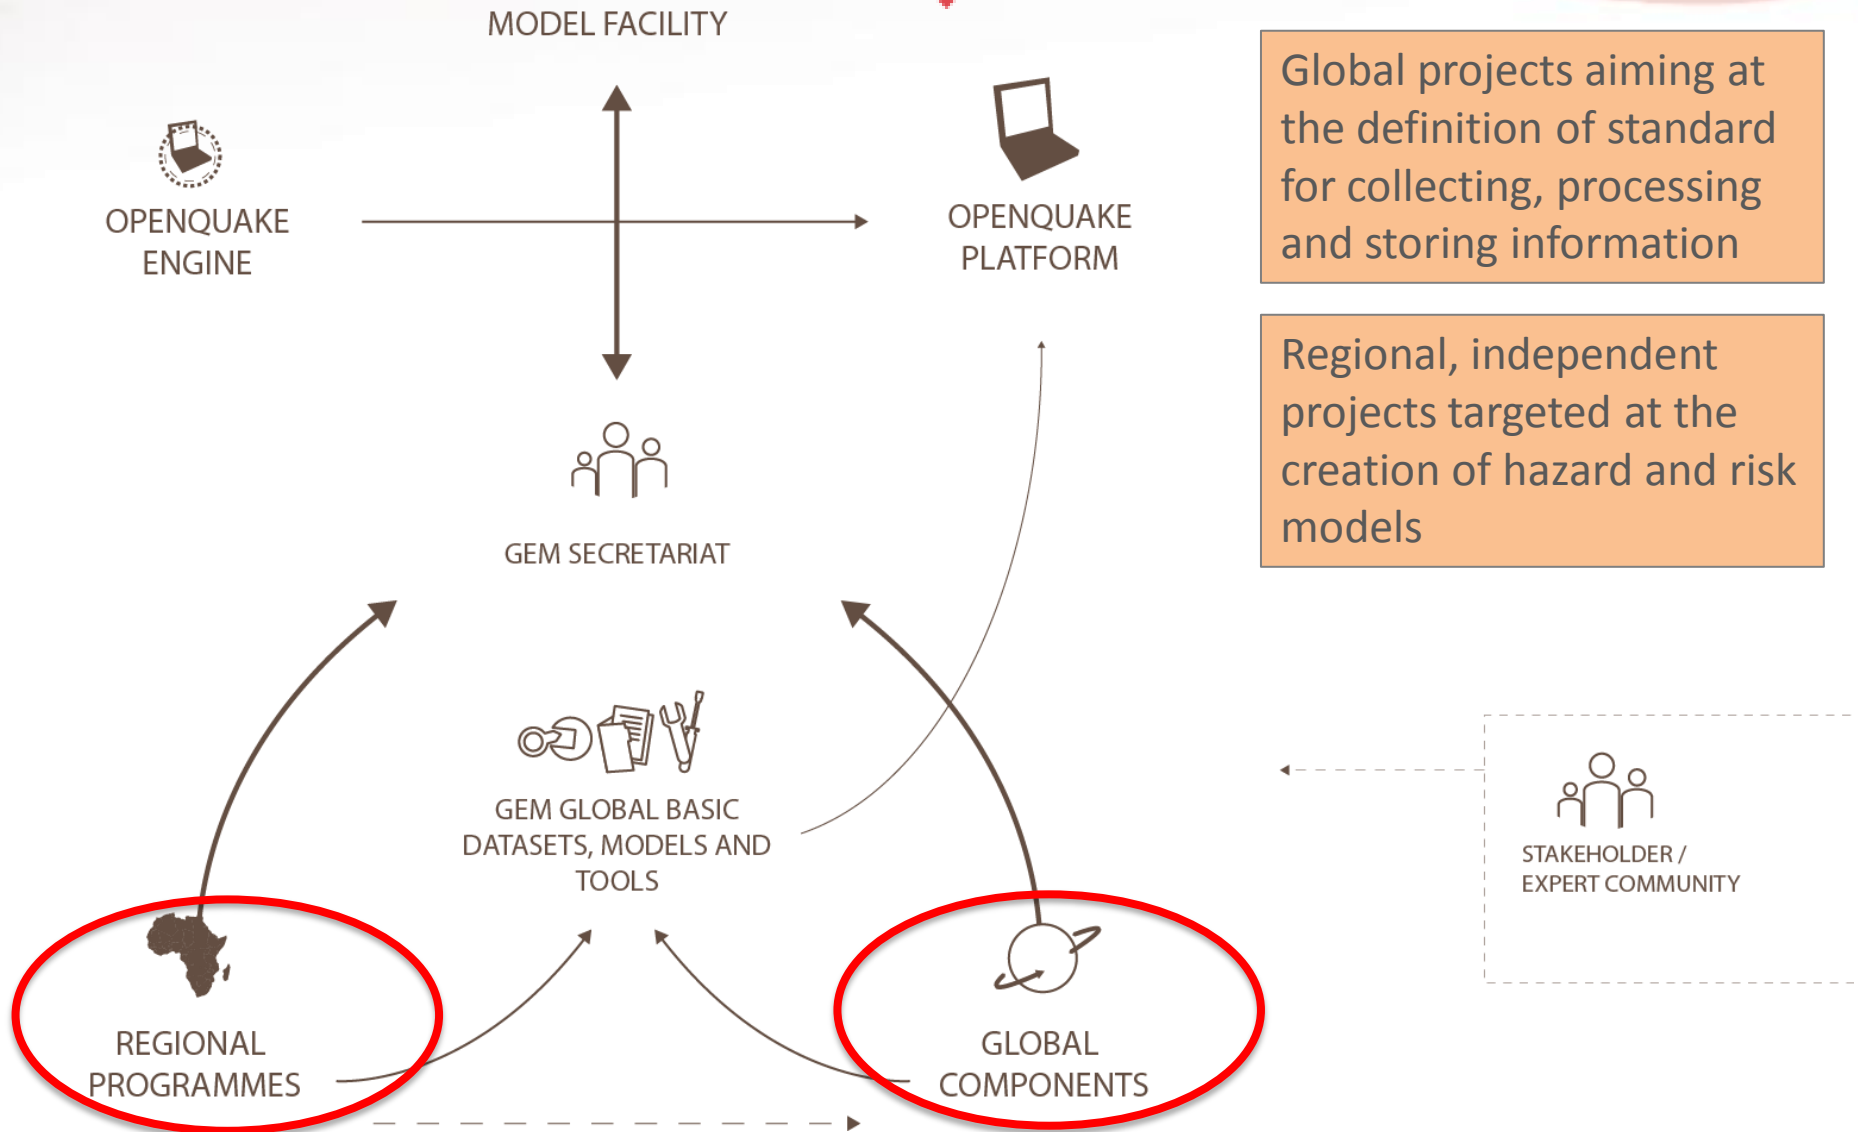 MODEL FACILITY
OPENQUAKE
ENGINE
OPENQUAKE
PLATFORM
Global projects aiming at
the definition of standard
for collecting, processing
and storing information
Regional, independent
projects targeted at the
creation of hazard and risk
models
GEM SECRETARIAT
GEM GLOBAL BASIC
DATASETS, MODELS AND
TOOLS
STAKEHOLDER /
EXPERT COMMUNITY
REGIONAL
PROGRAMMES
GLOBAL
COMPONENTS